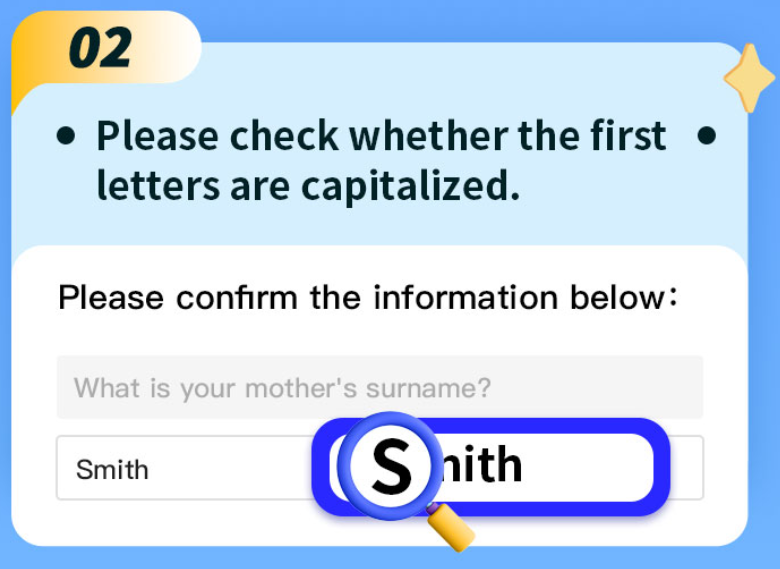 02
• Please check whether the first •
letters are capitalized.
Please confirm the information below:
What is your mother's surname?
Smith